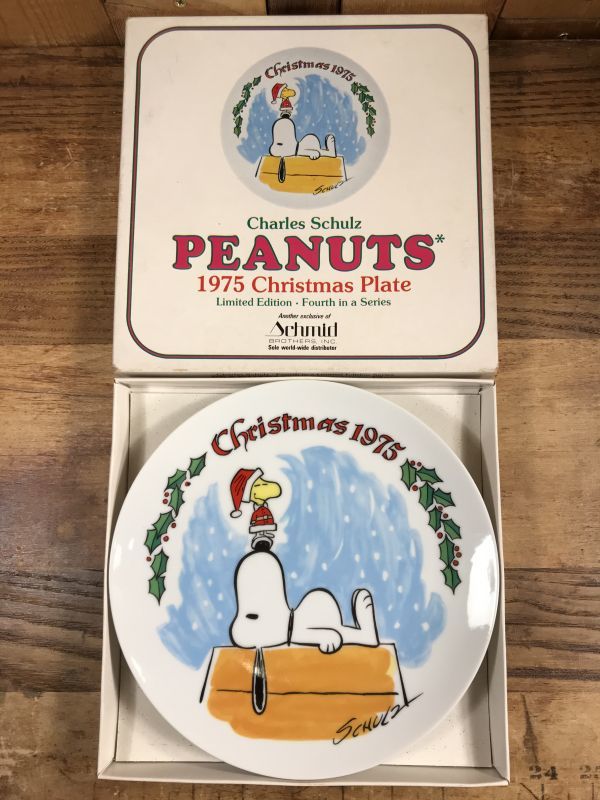 Christmas 1975
SCHULZ
Charles Schulz
PEANUTS*
1975 Christmas Plate
Limited Edition · Fourth in a Series
Another exclusive of
Schmid
BROTHERS, INC.
Sole world-wide distributor
Christmas 1975
SCHULZ
24